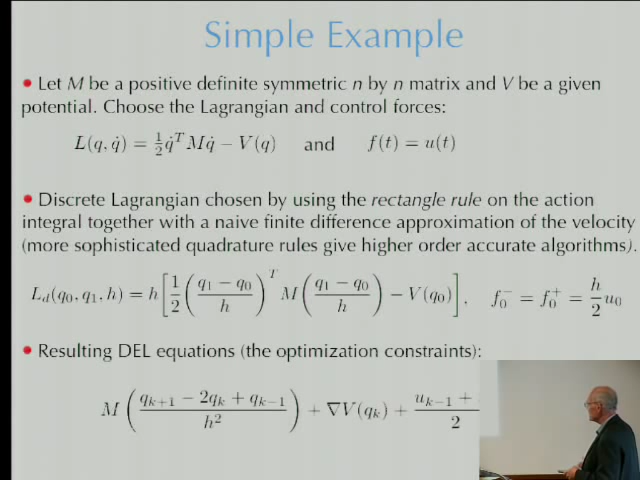 Simple Example
• Let M be a positive definite symmetric n by n matrix and V be a given
potential. Choose the Lagrangian and control forces:
L(q, q̇) = ½ q̇ᵀ M q̇ − V(q) and f(t) = u(t)
• Discrete Lagrangian chosen by using the rectangle rule on the action
integral together with a naive finite difference approximation of the velocity
(more sophisticated quadrature rules give higher order accurate algorithms).
L_d(q₀, q₁, h) = h[1/2 ((q₁ − q₀)/h)ᵀ M ((q₁ − q₀)/h) − V(q₀)], f₀⁻ = f₀⁺ = h/2 u₀
• Resulting DEL equations (the optimization constraints):
M ((q_{k+1} − 2q_k + q_{k−1})/h²) + ∇V(q_k) + (u_{k−1} +)/2